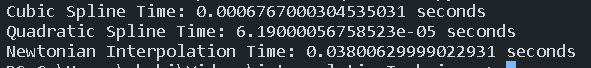 Cubic Spline Time: 0.0006767000304535031 seconds
Quadratic Spline Time: 6.19000056758523e-05 seconds
Newtonian Interpolation Time: 0.03800629999022931 seconds